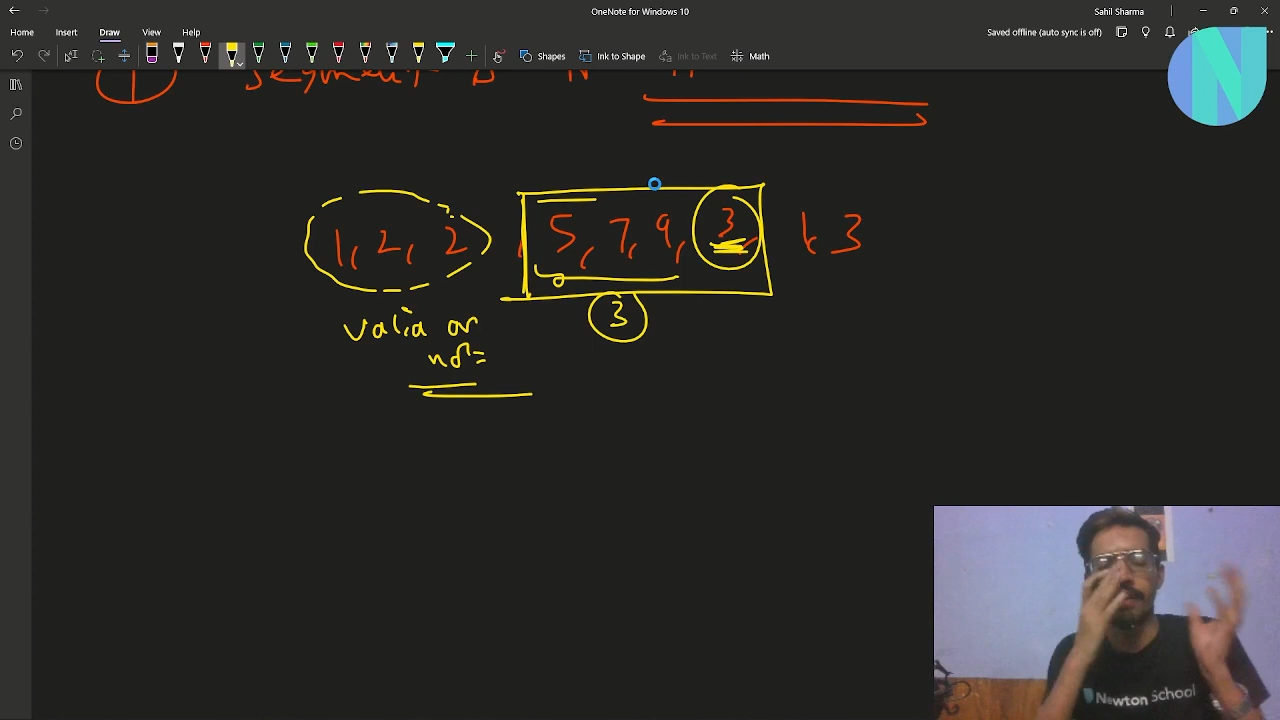 OneNote for Windows 10
Sahil Sharma
Home Insert Draw View Help
Saved offline (auto sync is off)
Shapes Ink to Shape Ink to Text Math
N
1
1, 2, 2, 5, 7, 9, 3, k 3
3
valid or
not
Newton School